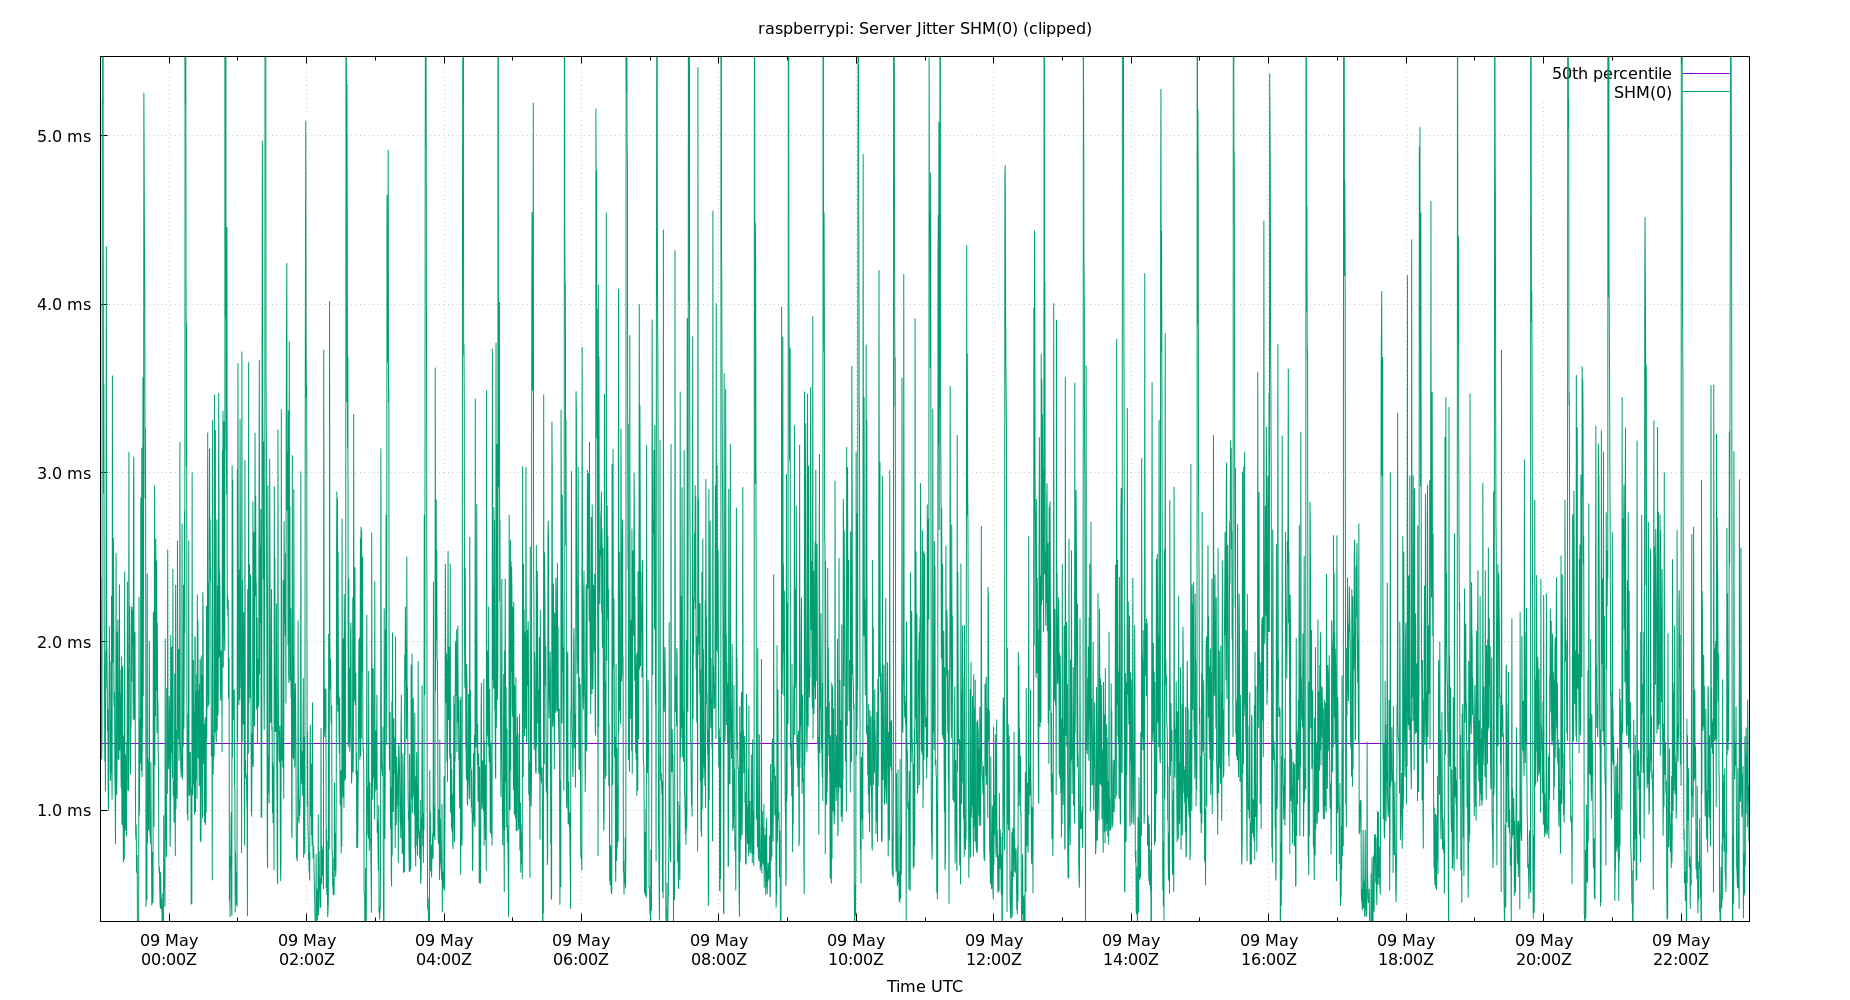 raspberrypi: Server Jitter SHM(0) (clipped)
50th percentile
SHM(0)
5.0 ms
4.0 ms
3.0 ms
2.0 ms
1.0 ms
09 May 09 May 09 May 09 May 09 May 09 May 09 May 09 May 09 May 09 May 09 May 09 May
00:00Z 02:00Z 04:00Z 06:00Z 08:00Z 10:00Z 12:00Z 14:00Z 16:00Z 18:00Z 20:00Z 22:00Z
Time UTC